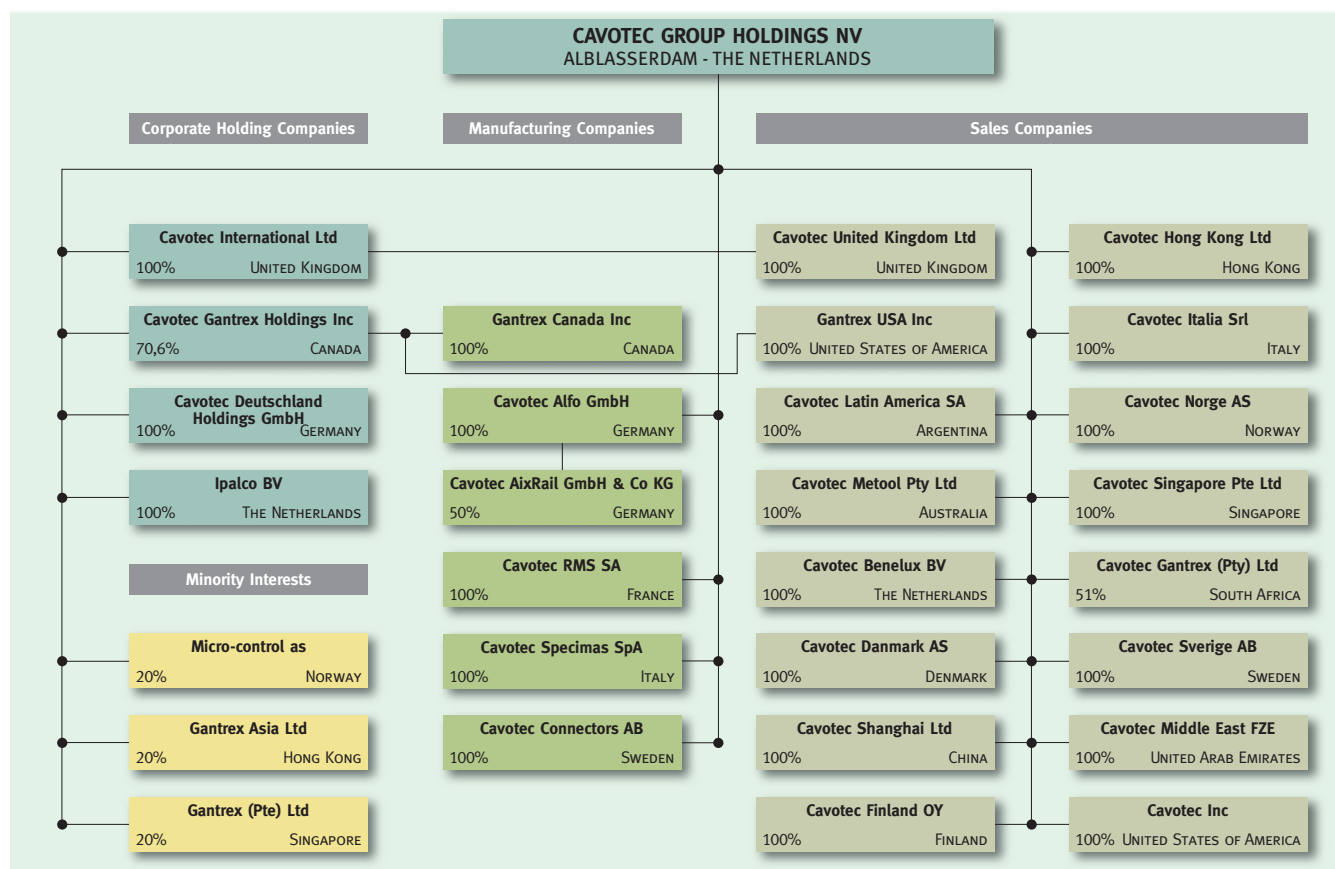 CAVOTEC GROUP HOLDINGS NV
ALBLASSERDAM - THE NETHERLANDS
Corporate Holding Companies
Manufacturing Companies
Sales Companies
Cavotec International Ltd
100% UNITED KINGDOM
Cavotec United Kingdom Ltd
100% UNITED KINGDOM
Cavotec Hong Kong Ltd
100% HONG KONG
Cavotec Gantrex Holdings Inc
70,6% CANADA
Gantrex Canada Inc
100% CANADA
Gantrex USA Inc
100% UNITED STATES OF AMERICA
Cavotec Italia Srl
100% ITALY
Cavotec Deutschland
Holdings GmbH
100% GERMANY
Cavotec Alfo GmbH
100% GERMANY
Cavotec Latin America SA
100% ARGENTINA
Cavotec Norge AS
100% NORWAY
Ipalco BV
100% THE NETHERLANDS
Cavotec AixRail GmbH & Co KG
50% GERMANY
Cavotec Metool Pty Ltd
100% AUSTRALIA
Cavotec Singapore Pte Ltd
100% SINGAPORE
Minority Interests
Cavotec RMS SA
100% FRANCE
Cavotec Benelux BV
100% THE NETHERLANDS
Cavotec Gantrex (Pty) Ltd
51% SOUTH AFRICA
Micro-control as
20% NORWAY
Cavotec Specimas SpA
100% ITALY
Cavotec Danmark AS
100% DENMARK
Cavotec Sverige AB
100% SWEDEN
Gantrex Asia Ltd
20% HONG KONG
Cavotec Connectors AB
100% SWEDEN
Cavotec Shanghai Ltd
100% CHINA
Cavotec Middle East FZE
100% UNITED ARAB EMIRATES
Gantrex (Pte) Ltd
20% SINGAPORE
Cavotec Finland OY
100% FINLAND
Cavotec Inc
100% UNITED STATES OF AMERICA